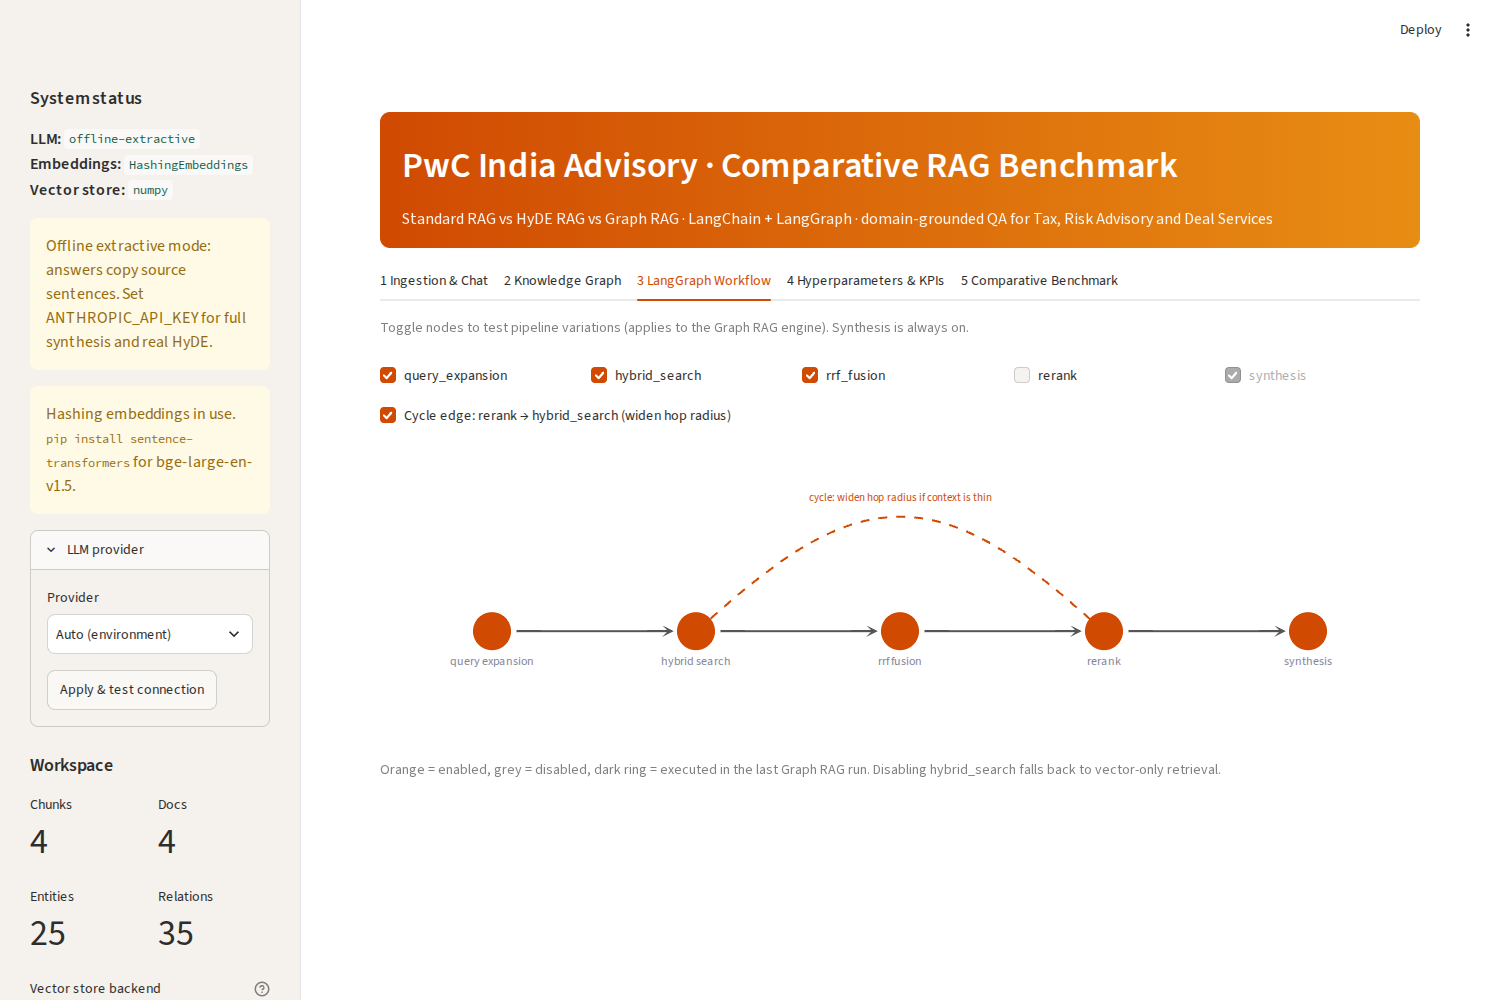 Deploy
System status
LLM: offline-extractive
Embeddings: HashingEmbeddings
Vector store: numpy
Offline extractive mode:
answers copy source
sentences. Set
ANTHROPIC_API_KEY for full
synthesis and real HyDE.
Hashing embeddings in use.
pip install sentence-
transformers for bge-large-en-
v1.5.
LLM provider
Provider
Auto (environment)
Apply & test connection
Workspace
Chunks Docs
4 4
Entities Relations
25 35
Vector store backend
PwC India Advisory · Comparative RAG Benchmark
Standard RAG vs HyDE RAG vs Graph RAG · LangChain + LangGraph · domain-grounded QA for Tax, Risk Advisory and Deal Services
1 Ingestion & Chat 2 Knowledge Graph 3 LangGraph Workflow 4 Hyperparameters & KPIs 5 Comparative Benchmark
Toggle nodes to test pipeline variations (applies to the Graph RAG engine). Synthesis is always on.
query_expansion hybrid_search rrf_fusion rerank synthesis
Cycle edge: rerank → hybrid_search (widen hop radius)
cycle: widen hop radius if context is thin
query expansion hybrid search rrf fusion rerank synthesis
Orange = enabled, grey = disabled, dark ring = executed in the last Graph RAG run. Disabling hybrid_search falls back to vector-only retrieval.